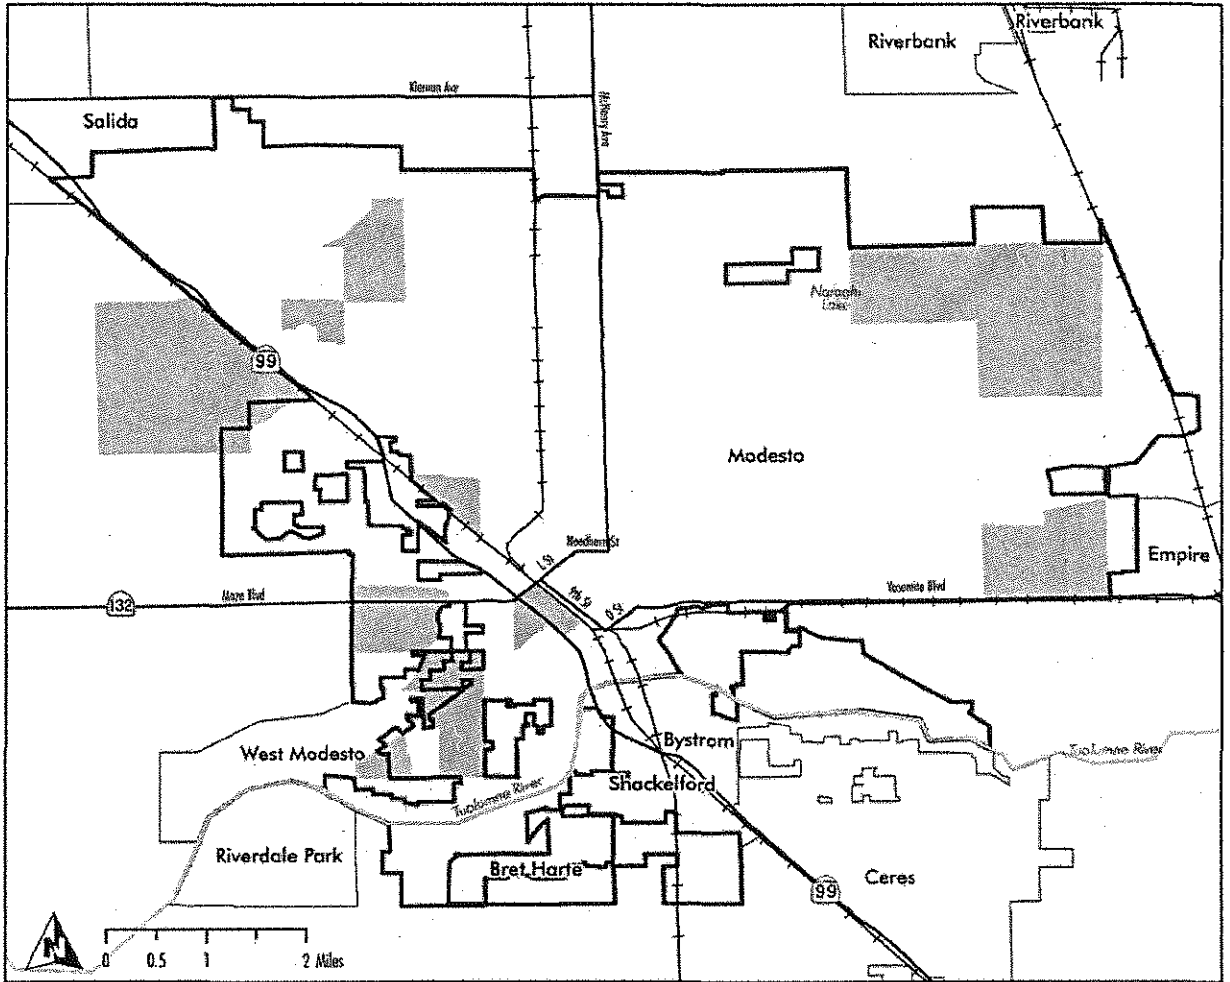 Riverbank
Riverbank
Kiernan Ave
Salida
McHenry Ave
Naraghi
Lake
99
Modesto
Needham St
L St
9th St
D St
Empire
132
Maze Blvd
Yosemite Blvd
West Modesto
Bystrom
Tuolumne River
Shackelford
Tuolumne River
Riverdale Park
Bret Harte
Ceres
99
N
0 0.5 1 2 Miles